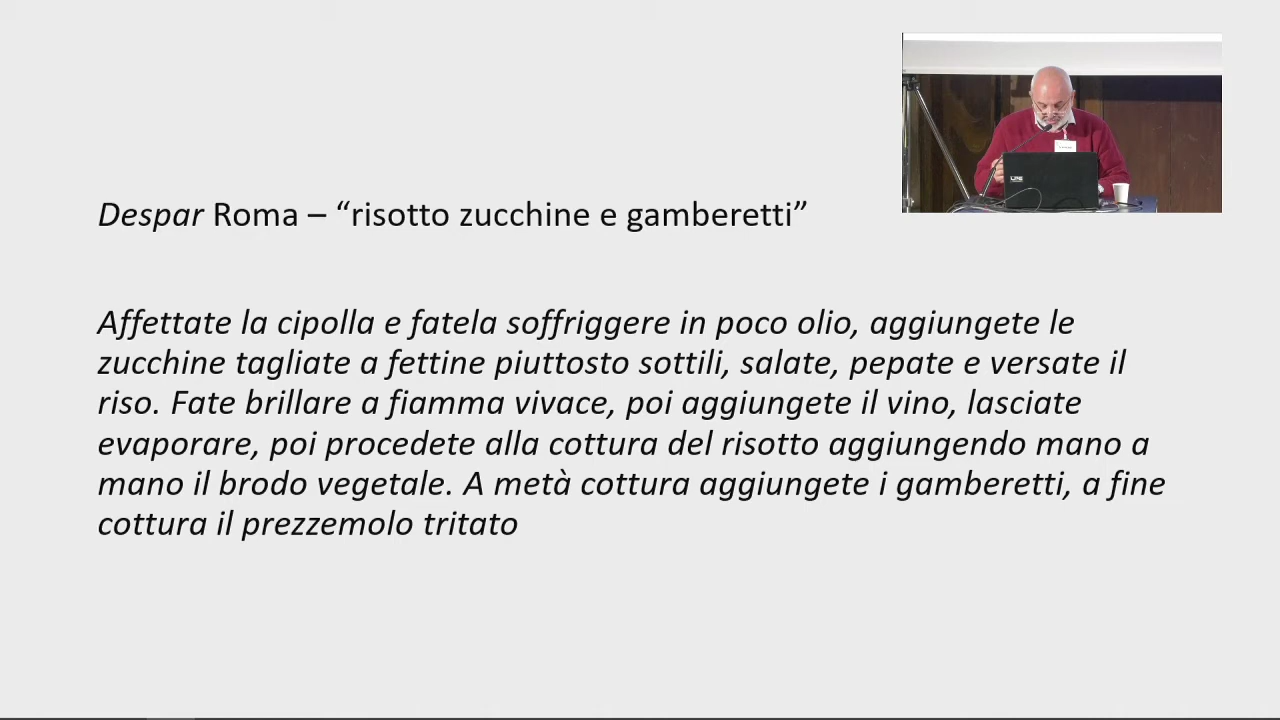 Despar Roma – “risotto zucchine e gamberetti”
Affettate la cipolla e fatela soffriggere in poco olio, aggiungete le
zucchine tagliate a fettine piuttosto sottili, salate, pepate e versate il
riso. Fate brillare a fiamma vivace, poi aggiungete il vino, lasciate
evaporare, poi procedete alla cottura del risotto aggiungendo mano a
mano il brodo vegetale. A metà cottura aggiungete i gamberetti, a fine
cottura il prezzemolo tritato